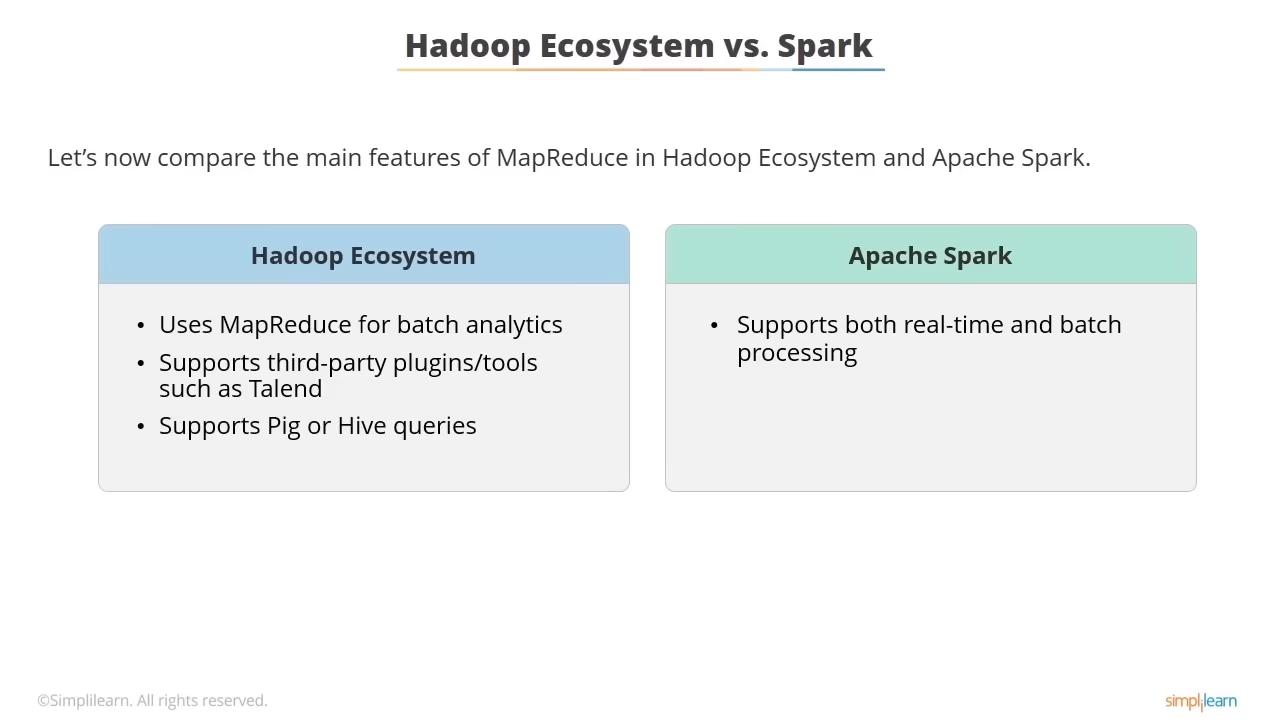 Hadoop Ecosystem vs. Spark
Let’s now compare the main features of MapReduce in Hadoop Ecosystem and Apache Spark.
Hadoop Ecosystem
• Uses MapReduce for batch analytics
• Supports third-party plugins/tools
such as Talend
• Supports Pig or Hive queries
Apache Spark
• Supports both real-time and batch
processing
©Simplilearn. All rights reserved.
simplilearn